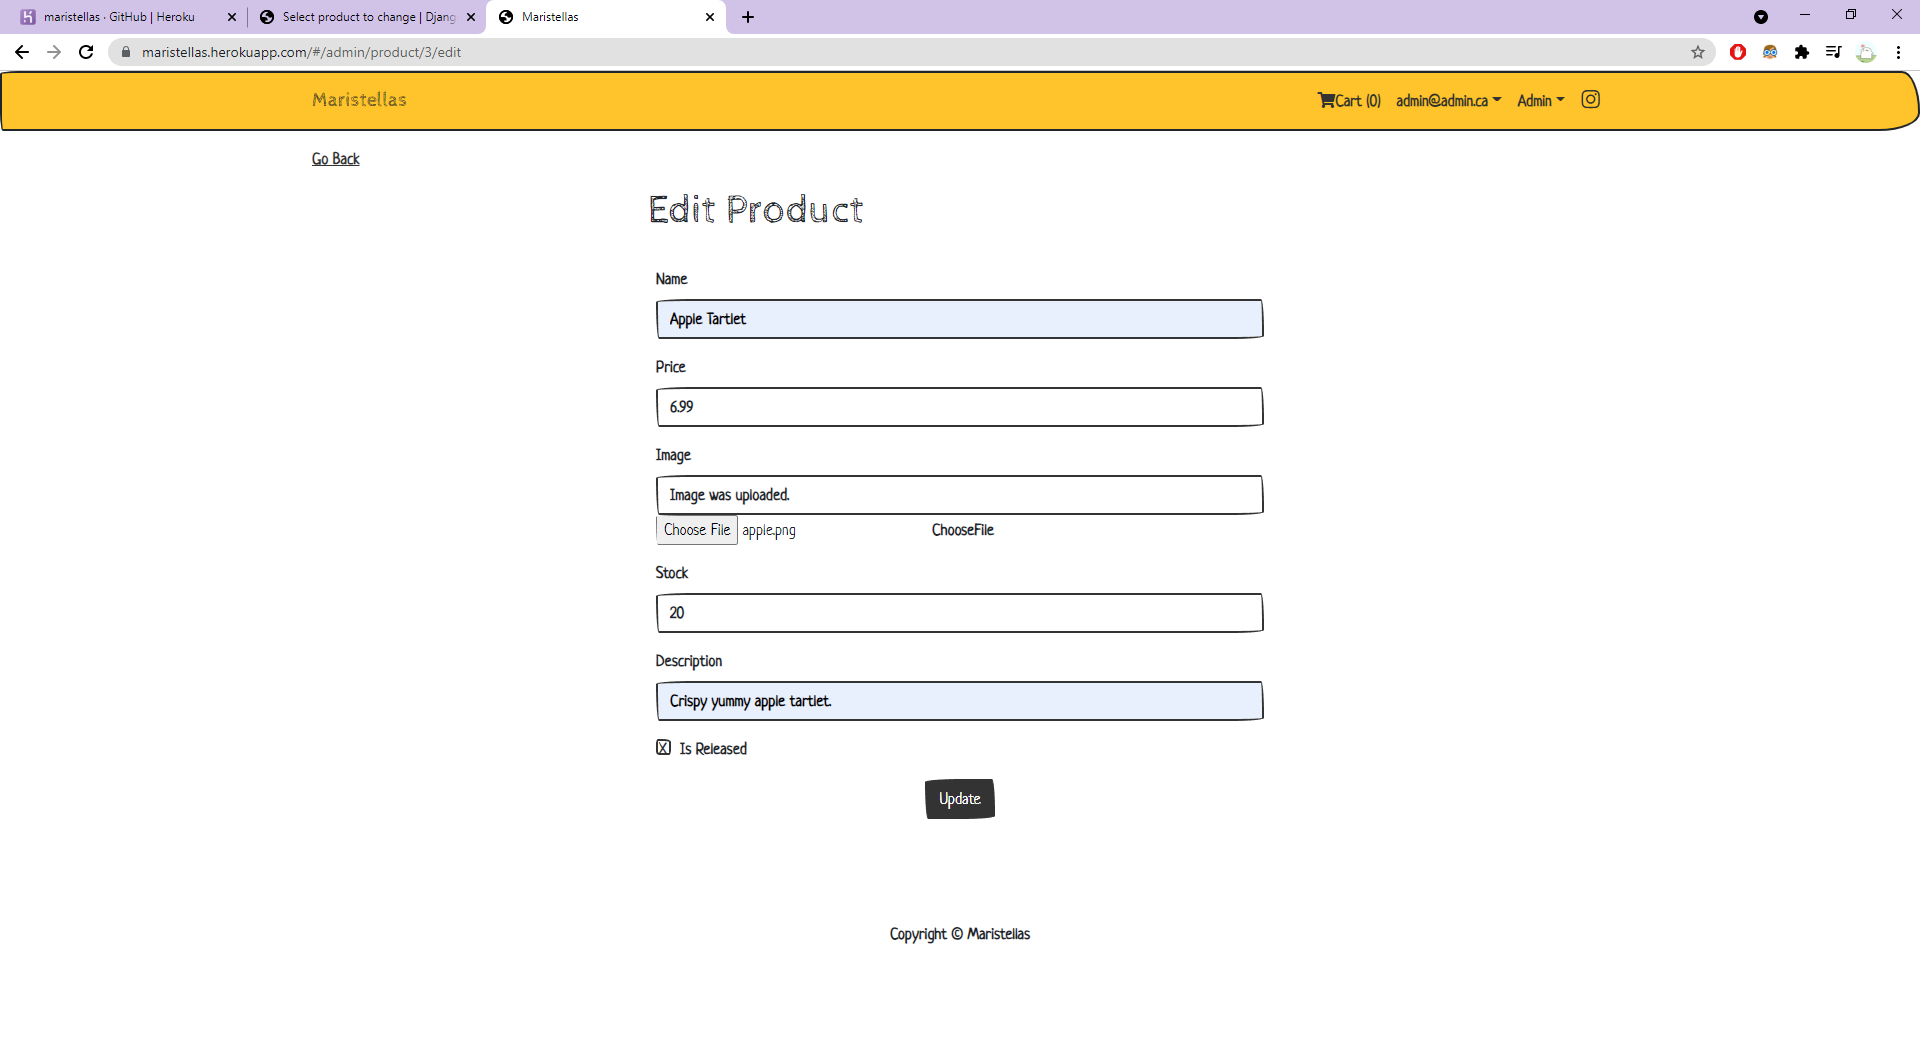 maristellas · GitHub | Heroku
Select product to change | Djang
Maristellas
maristellas.herokuapp.com/#/admin/product/3/edit
Maristellas
Cart (0)
admin@admin.ca
Admin
Go Back
Edit Product
Name
Apple Tartlet
Price
6.99
Image
Image was uploaded.
Choose File apple.png ChooseFile
Stock
20
Description
Crispy yummy apple tartlet.
Is Released
Update
Copyright © Maristellas